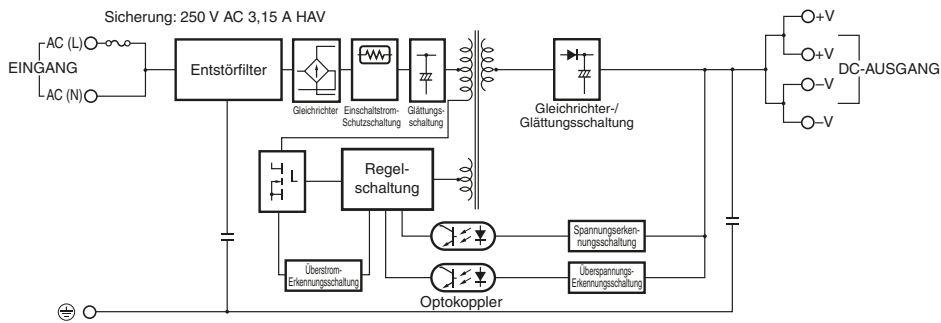 Sicherung: 250 V AC 3,15 A HAV
AC (L)
EINGANG
AC (N)
Entstörfilter
Gleichrichter
Einschaltstrom-
Schutzschaltung
Glättungs-
schaltung
Gleichrichter-/
Glättungsschaltung
+V
+V
DC-AUSGANG
–V
–V
L
Regel-
schaltung
Überstrom-
Erkennungsschaltung
Spannungserken-
nungsschaltung
Überspannungs-
Erkennungsschaltung
Optokoppler